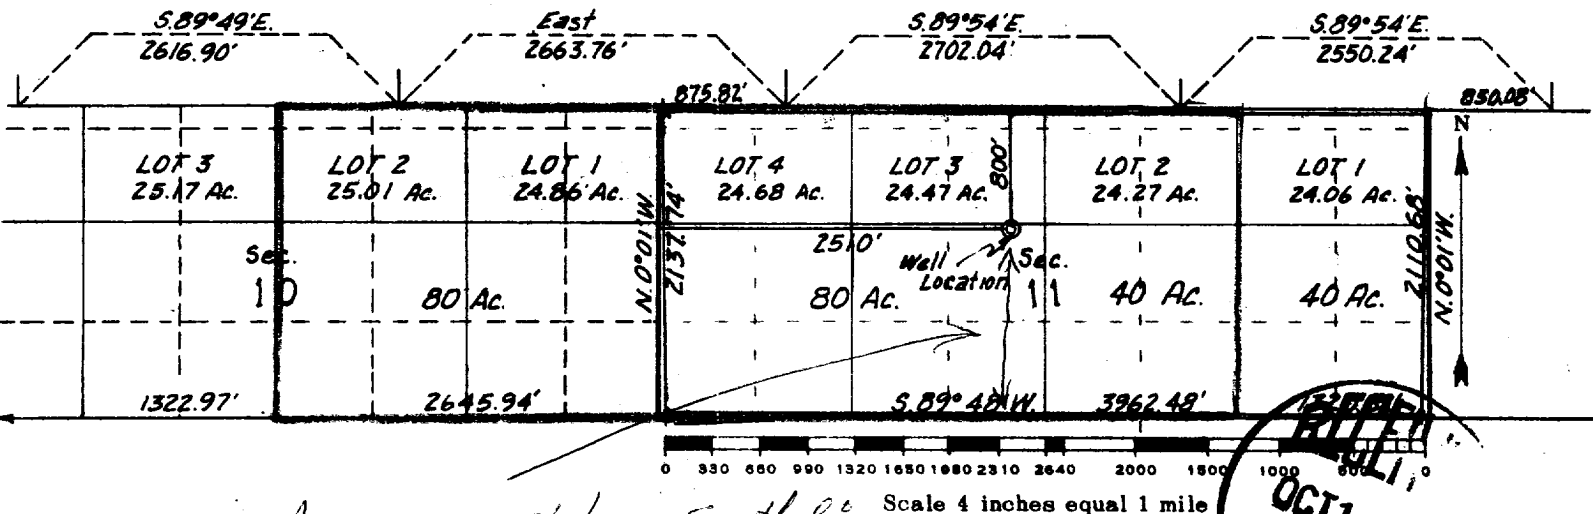 S.89°49'E. East S.89°54'E. S.89°54'E.
2616.90' 2663.76' 2702.04' 2550.24'
875.82' 850.08'
N
LOT 3 LOT 2 LOT 1 LOT 4 LOT 3 800' LOT 2 LOT 1
25.17 Ac. 25.01 Ac. 24.86 Ac. 24.68 Ac. 24.47 Ac. 24.27 Ac. 24.06 Ac.
N.0°01'W. 2137.74' 2110.68' N.0°01'W.
2510'
Sec. Well Sec.
Location
10 80 Ac. 80 Ac. 11 40 Ac. 40 Ac.
1322.97' 2645.94' S.89°48'W. 3962.48'
0 330 660 990 1320 1650 1980 2310 2640 2000 1500 1000 500 0
Scale 4 inches equal 1 mile
OCT